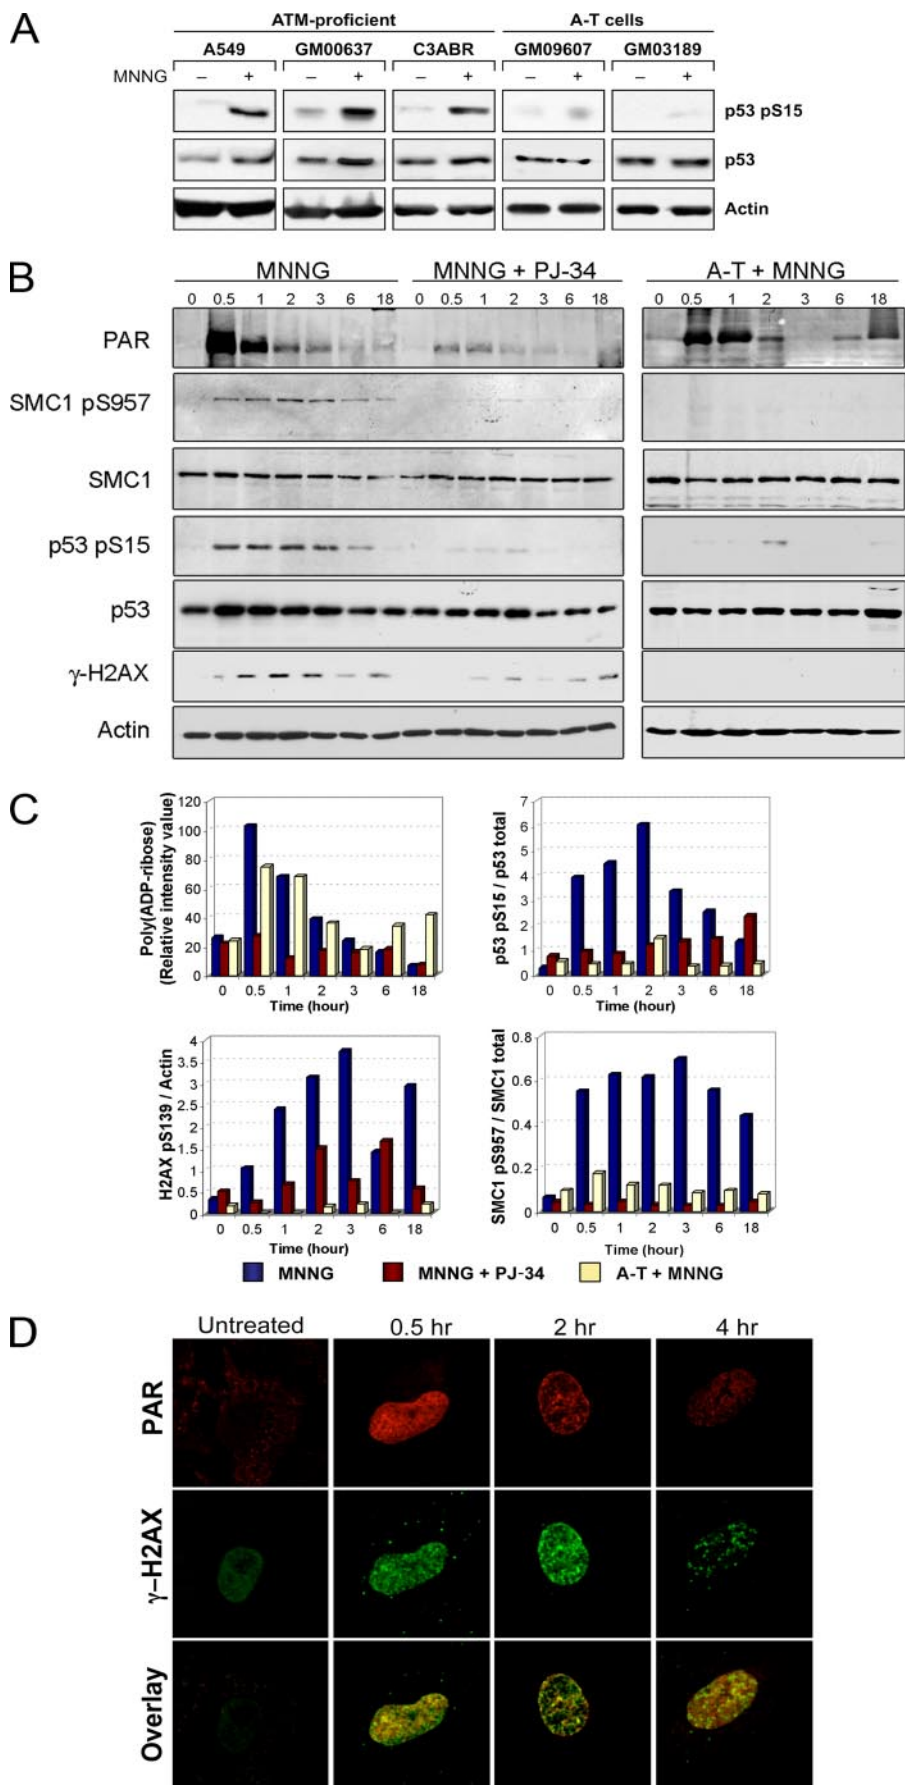 A
ATM-proficient A-T cells
A549 GM00637 C3ABR GM09607 GM03189
MNNG – + – + – + – + – +
p53 pS15
p53
Actin
B
MNNG MNNG + PJ-34 A-T + MNNG
0 0.5 1 2 3 6 18 0 0.5 1 2 3 6 18 0 0.5 1 2 3 6 18
PAR
SMC1 pS957
SMC1
p53 pS15
p53
γ-H2AX
Actin
C
Poly(ADP-ribose)
(Relative intensity value)
120
100
80
60
40
20
0
0 0.5 1 2 3 6 18
Time (hour)
p53 pS15 / p53 total
7
6
5
4
3
2
1
0
0 0.5 1 2 3 6 18
Time (hour)
H2AX pS139 / Actin
4
3.5
3
2.5
2
1.5
1
0.5
0
0 0.5 1 2 3 6 18
Time (hour)
SMC1 pS957 / SMC1 total
0.8
0.6
0.4
0.2
0
0 0.5 1 2 3 6 18
Time (hour)
MNNG MNNG + PJ-34 A-T + MNNG
D
Untreated 0.5 hr 2 hr 4 hr
PAR
γ–H2AX
Overlay